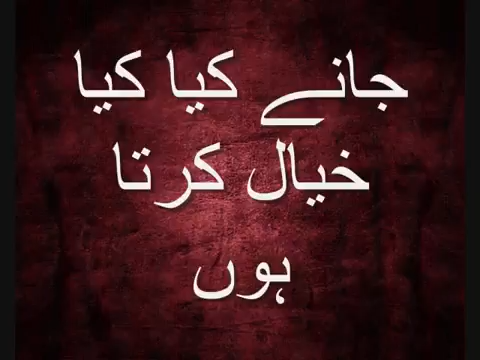 جانے کیا کیا
خیال کرتا
ہوں